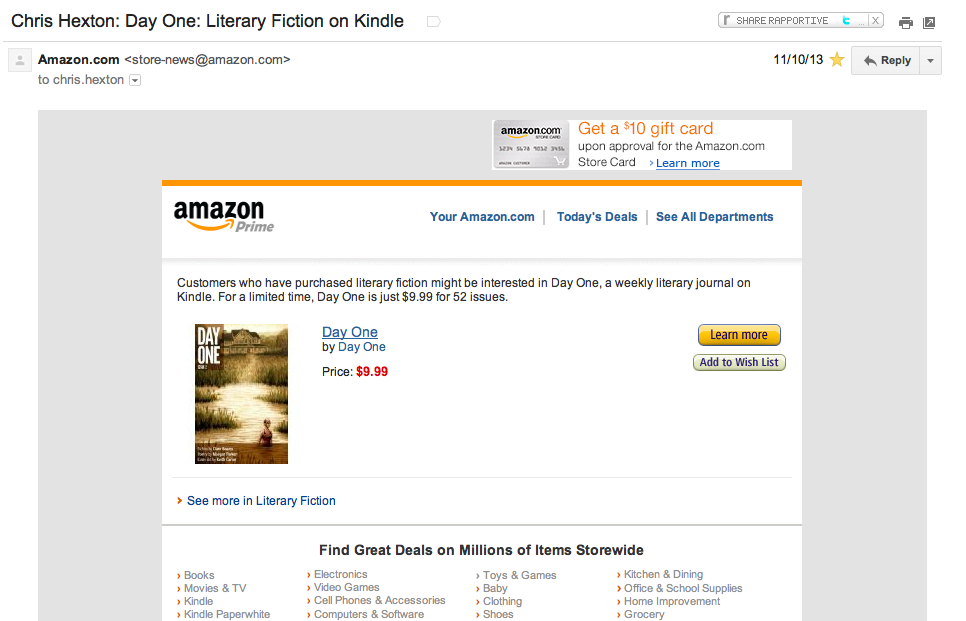 Chris Hexton: Day One: Literary Fiction on Kindle
SHARE RAPPORTIVE
Amazon.com <store-news@amazon.com>
11/10/13
Reply
to chris.hexton
amazon.com
STORE CARD
1234 5678 9012 3456
AMAZON CUSTOMER
Get a $10 gift card
upon approval for the Amazon.com
Store Card › Learn more
amazon Prime
Your Amazon.com | Today's Deals | See All Departments
Customers who have purchased literary fiction might be interested in Day One, a weekly literary journal on
Kindle. For a limited time, Day One is just $9.99 for 52 issues.
DAY
ONE
Day One
by Day One
Price: $9.99
Learn more
Add to Wish List
› See more in Literary Fiction
Find Great Deals on Millions of Items Storewide
› Books
› Movies & TV
› Kindle
› Kindle Paperwhite
› Electronics
› Video Games
› Cell Phones & Accessories
› Computers & Software
› Toys & Games
› Baby
› Clothing
› Shoes
› Kitchen & Dining
› Office & School Supplies
› Home Improvement
› Grocery